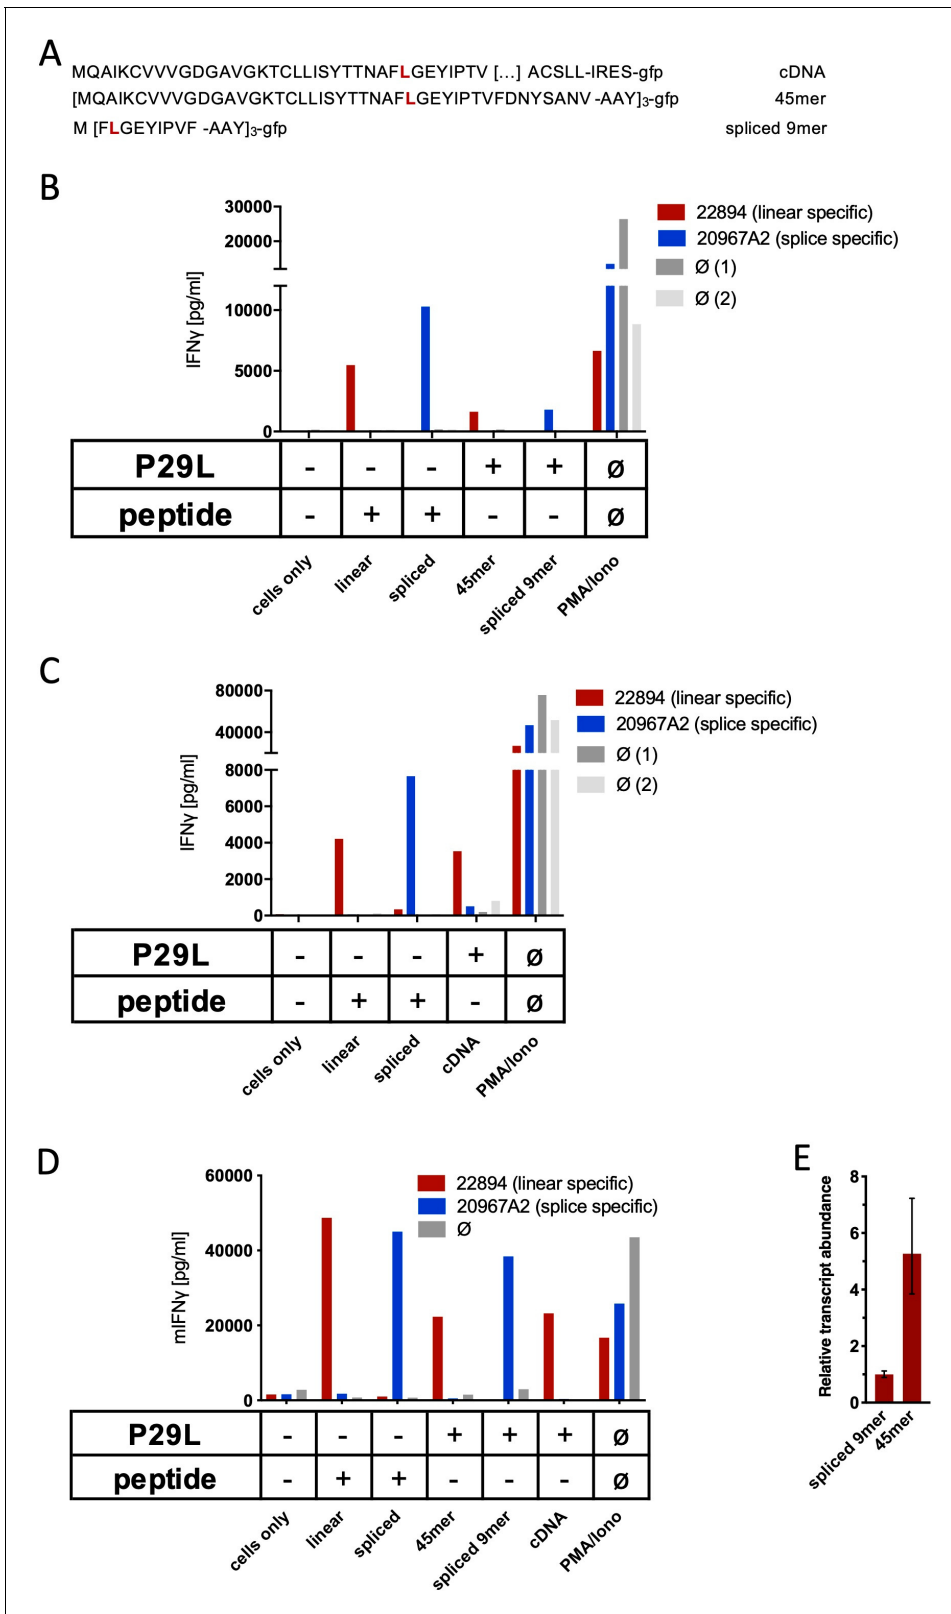 A
MQAIKCVVVGDGAVGKTCLLISYTTNAFLGEYIPTV [...] ACSLL-IRES-gfp cDNA
[MQAIKCVVVGDGAVGKTCLLISYTTNAFLGEYIPTVFDNYSANV -AAY]3-gfp 45mer
M [FLGEYIPVF -AAY]3-gfp spliced 9mer
B
IFNγ [pg/ml]
30000
20000
10000
5000
0
22894 (linear specific)
20967A2 (splice specific)
Ø (1)
Ø (2)
P29L - - - + + Ø
peptide - + + - - Ø
cells only linear spliced 45mer spliced 9mer PMA/Iono
C
IFNγ [pg/ml]
80000
40000
8000
6000
4000
2000
0
22894 (linear specific)
20967A2 (splice specific)
Ø (1)
Ø (2)
P29L - - - + Ø
peptide - + + - Ø
cells only linear spliced cDNA PMA/Iono
D
mIFNγ [pg/ml]
60000
40000
20000
0
22894 (linear specific)
20967A2 (splice specific)
Ø
P29L - - - + + + Ø
peptide - + + - - - Ø
cells only linear spliced 45mer spliced 9mer cDNA PMA/Iono
E
Relative transcript abundance
8
6
4
2
0
spliced 9mer 45mer